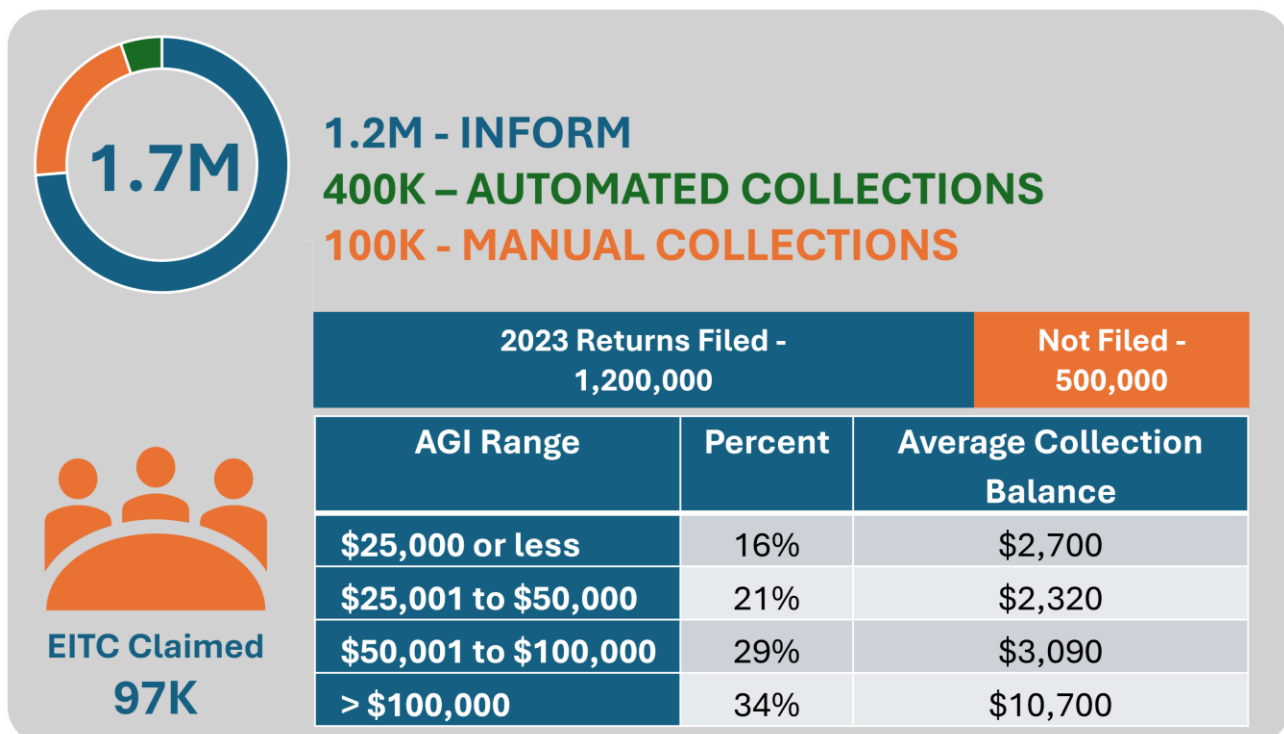 1.7M
1.2M - INFORM
400K – AUTOMATED COLLECTIONS
100K - MANUAL COLLECTIONS
2023 Returns Filed -
1,200,000
Not Filed -
500,000
AGI Range Percent Average Collection
Balance
$25,000 or less 16% $2,700
$25,001 to $50,000 21% $2,320
$50,001 to $100,000 29% $3,090
> $100,000 34% $10,700
EITC Claimed
97K